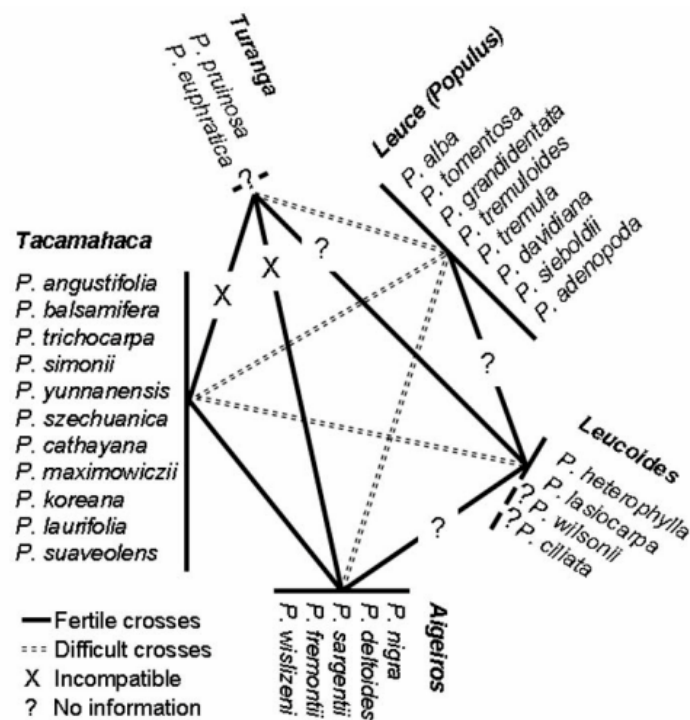 Turanga
P. pruinosa
P. euphratica
?
Leuce (Populus)
P. alba
P. tomentosa
P. grandidentata
P. tremuloides
P. tremula
P. davidiana
P. sieboldii
P. adenopoda
Tacamahaca
P. angustifolia
P. balsamifera
P. trichocarpa
P. simonii
P. yunnanensis
P. szechuanica
P. cathayana
P. maximowiczii
P. koreana
P. laurifolia
P. suaveolens
X
X
?
?
?
Leucoides
P. heterophylla
P. lasiocarpa
? P. wilsonii
? P. ciliata
Aigeiros
P. nigra
P. deltoides
P. sargentii
P. fremontii
P. wislizeni
Fertile crosses
Difficult crosses
X Incompatible
? No information